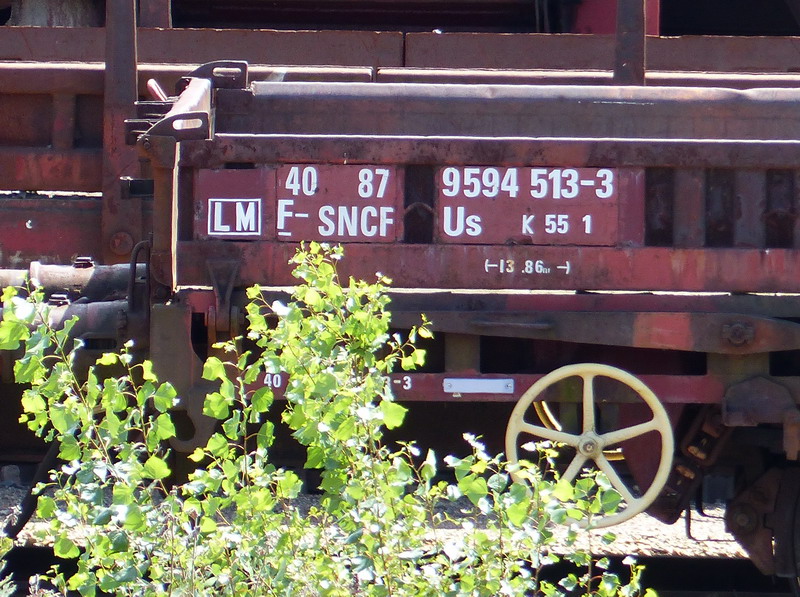 40 87 9594 513-3
LM F- SNCF Us K 55 1
(-13.86m-)
40 -3